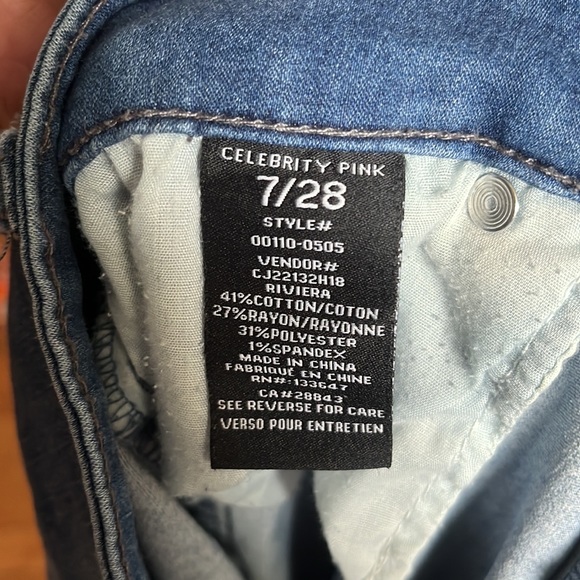 CELEBRITY PINK
7/28
STYLE#
00110-0505
VENDOR#
CJ22132H18
RIVIERA
41%COTTON/COTON
27%RAYON/RAYONNE
31%POLYESTER
1%SPANDEX
MADE IN CHINA
FABRIQUÉ EN CHINE
RN#:133647
CA#28843
SEE REVERSE FOR CARE
VERSO POUR ENTRETIEN